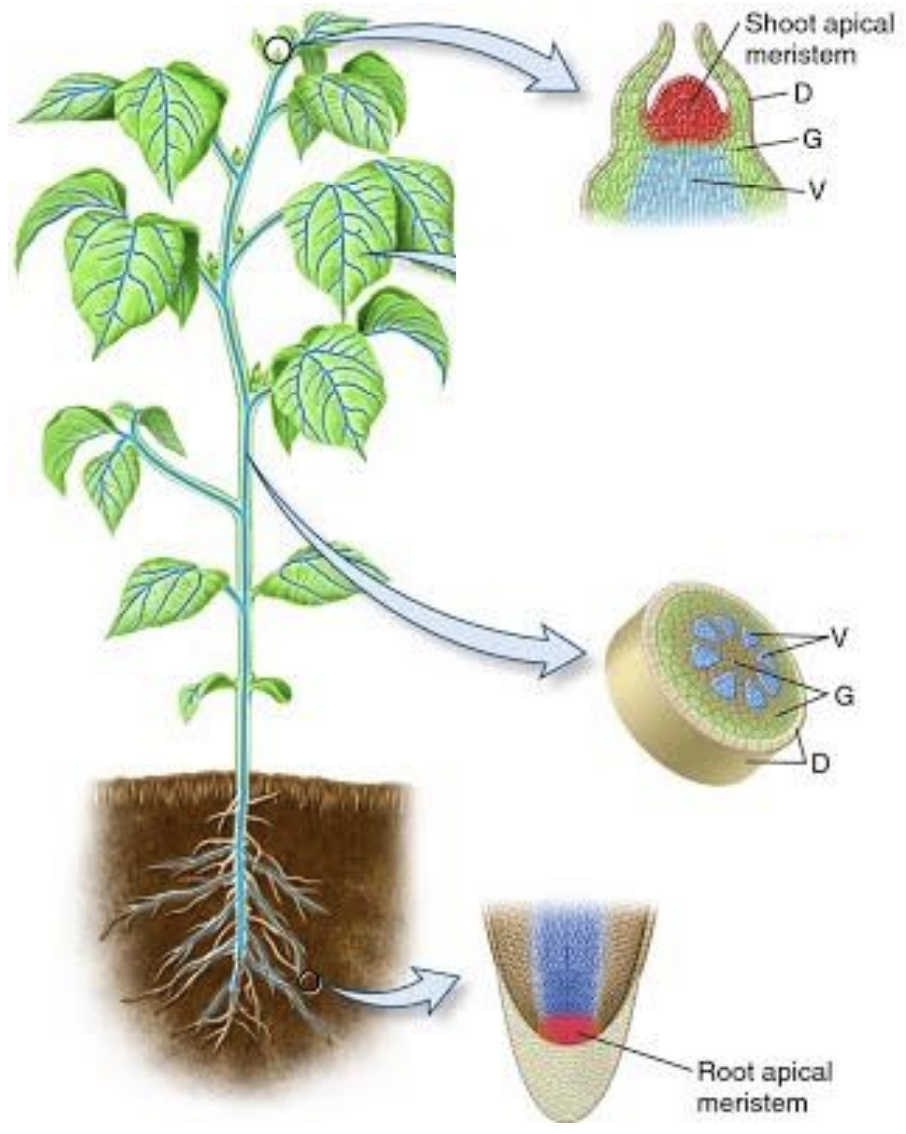 Shoot apical
meristem
D
G
V
V
G
D
Root apical
meristem